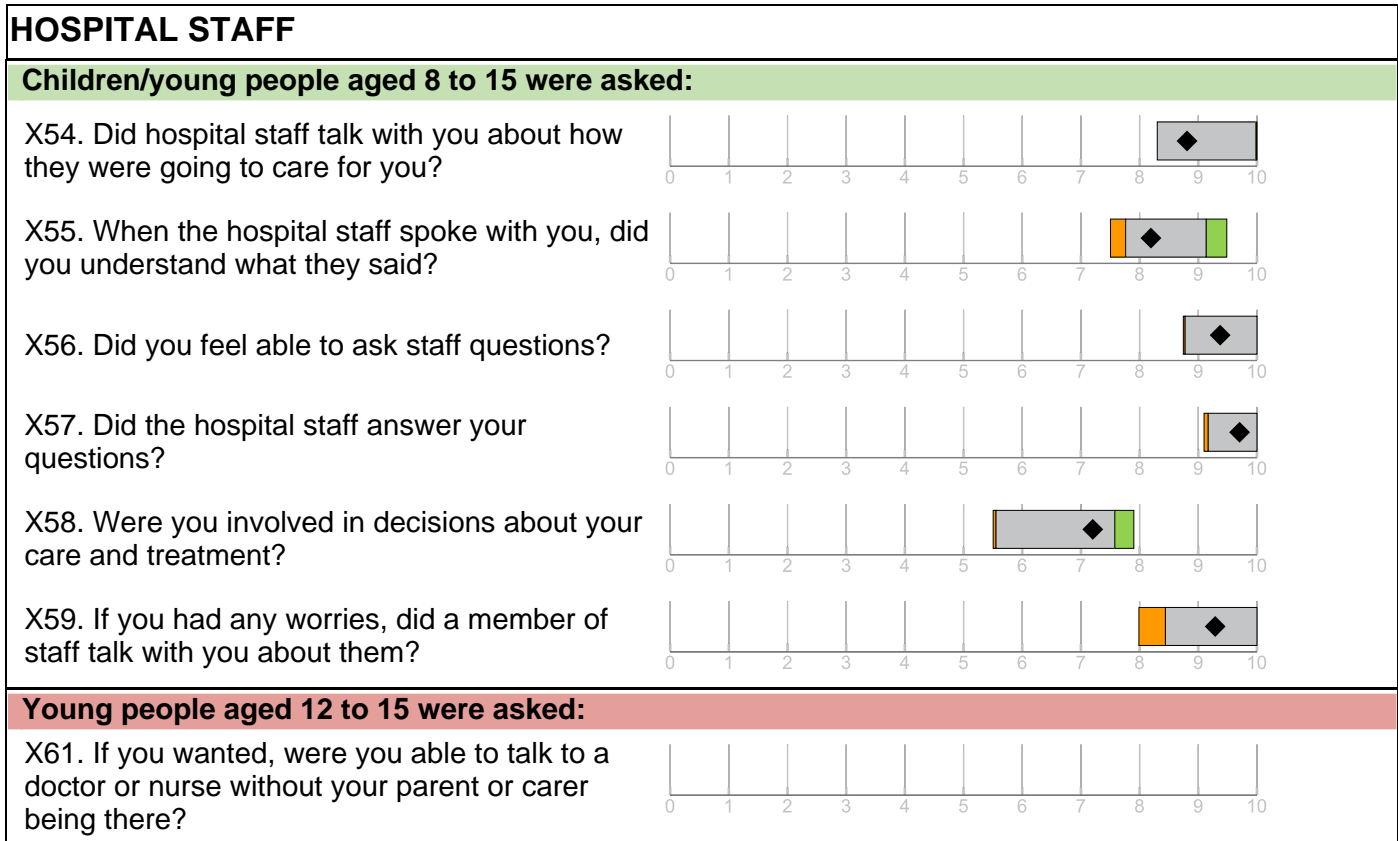 HOSPITAL STAFF
Children/young people aged 8 to 15 were asked:
X54. Did hospital staff talk with you about how
they were going to care for you?
0 1 2 3 4 5 6 7 8 9 10
X55. When the hospital staff spoke with you, did
you understand what they said?
0 1 2 3 4 5 6 7 8 9 10
X56. Did you feel able to ask staff questions?
0 1 2 3 4 5 6 7 8 9 10
X57. Did the hospital staff answer your
questions?
0 1 2 3 4 5 6 7 8 9 10
X58. Were you involved in decisions about your
care and treatment?
0 1 2 3 4 5 6 7 8 9 10
X59. If you had any worries, did a member of
staff talk with you about them?
0 1 2 3 4 5 6 7 8 9 10
Young people aged 12 to 15 were asked:
X61. If you wanted, were you able to talk to a
doctor or nurse without your parent or carer
being there?
0 1 2 3 4 5 6 7 8 9 10